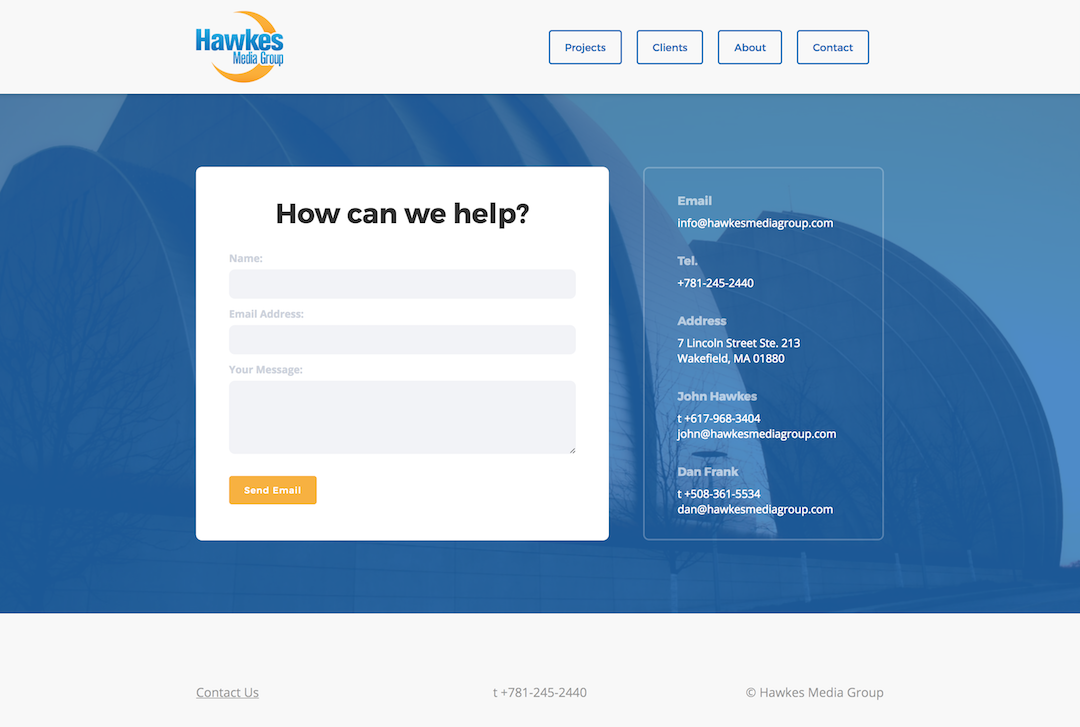 Hawkes
Media Group
Projects
Clients
About
Contact
How can we help?
Name:
Email Address:
Your Message:
Send Email
Email
info@hawkesmediagroup.com
Tel.
+781-245-2440
Address
7 Lincoln Street Ste. 213
Wakefield, MA 01880
John Hawkes
t +617-968-3404
john@hawkesmediagroup.com
Dan Frank
t +508-361-5534
dan@hawkesmediagroup.com
Contact Us
t +781-245-2440
© Hawkes Media Group